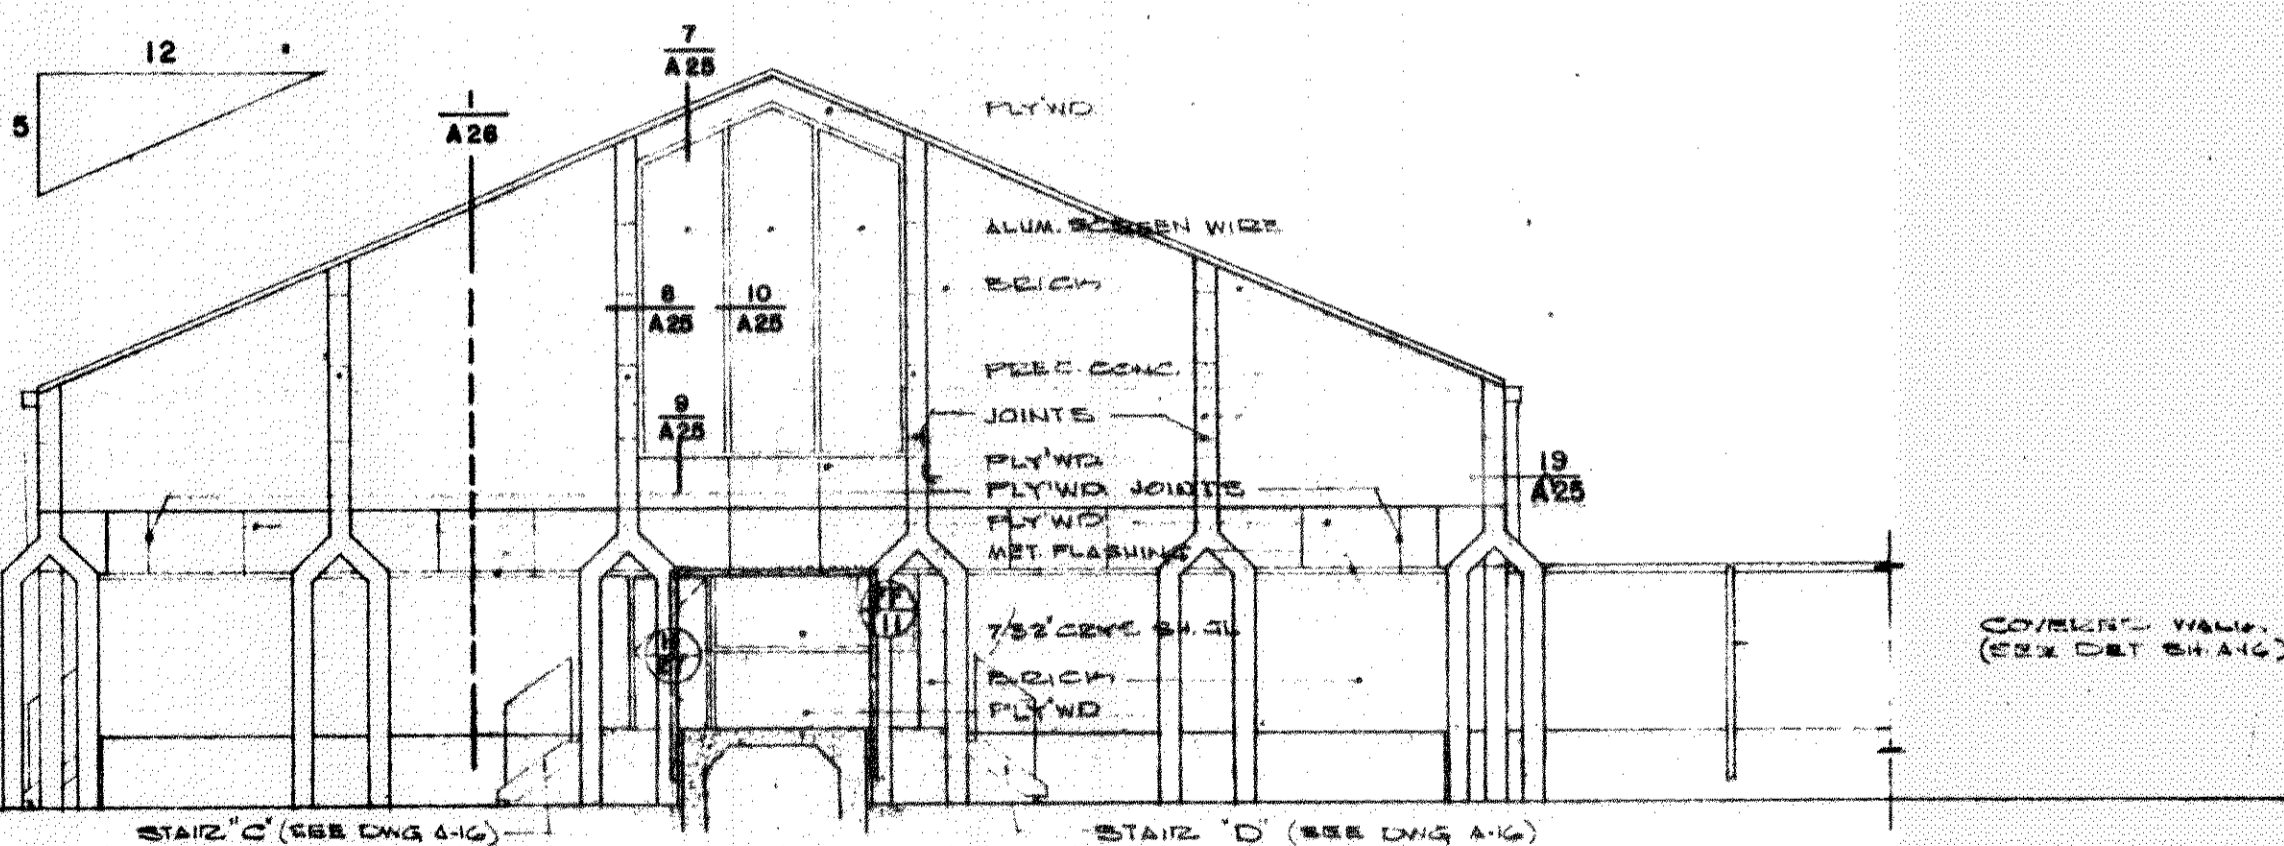 12
5
7
A25
1
A26
PLY'WD
ALUM. SCREEN WIRE
BRICK
8
A25
10
A25
PREC. CONC.
9
A25
JOINTS
PLY'WD
PLY'WD JOINTS
19
A25
PLY'WD
MET. FLASHING
11
7/32" SH. GL
BRICK
PLY'WD
COVERED WALK.
(SEE DET SH. A-16)
STAIR "C" (SEE DWG A-16)
STAIR "D" (SEE DWG A-16)